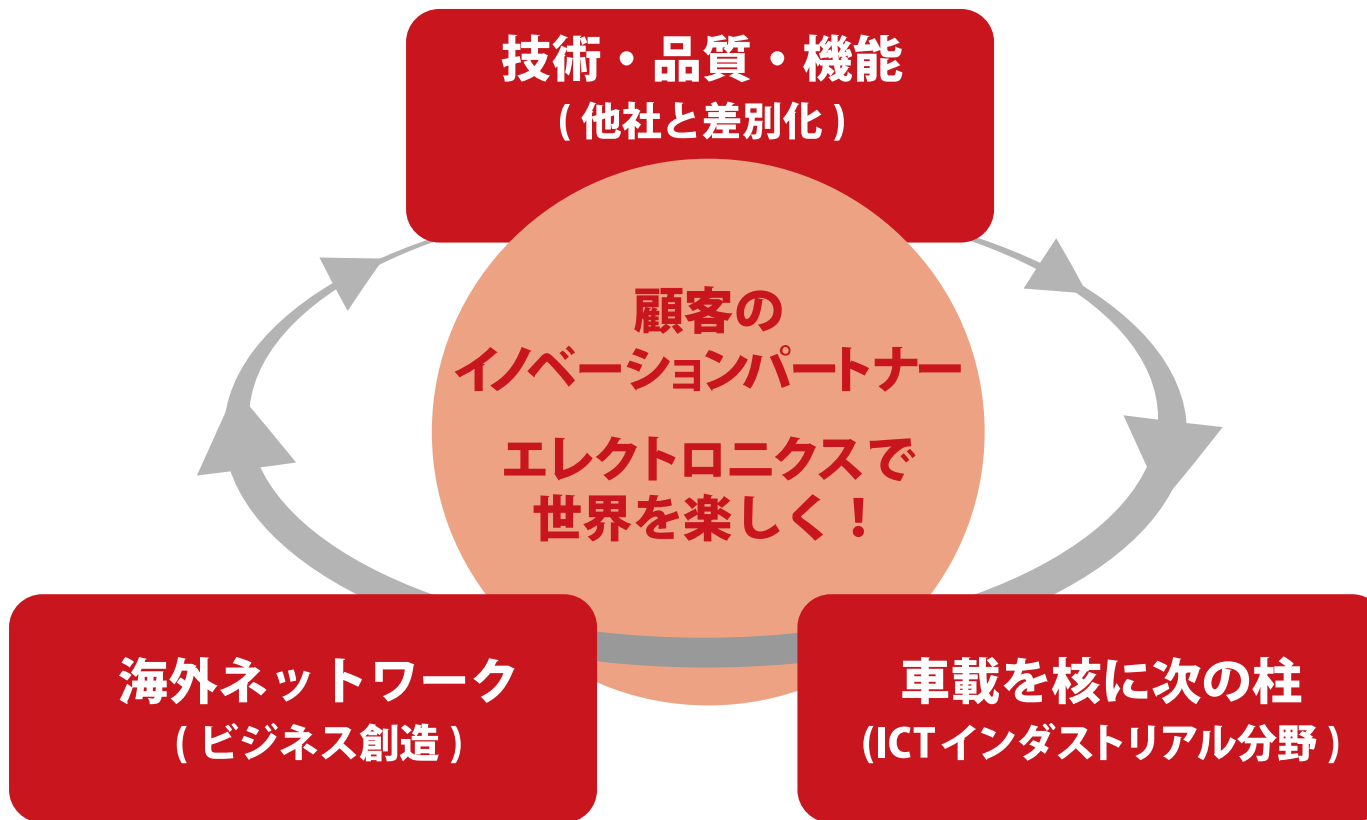 技術・品質・機能
(他社と差別化)
顧客の
イノベーションパートナー
エレクトロニクスで
世界を楽しく！
海外ネットワーク
(ビジネス創造)
車載を核に次の柱
(ICTインダストリアル分野)